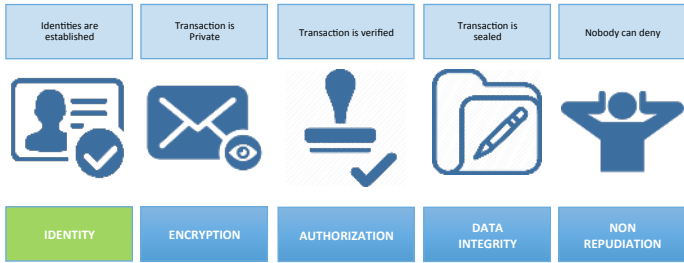 Identities are
established
Transaction is
Private
Transaction is verified
Transaction is
sealed
Nobody can deny
IDENTITY
ENCRYPTION
AUTHORIZATION
DATA
INTEGRITY
NON
REPUDIATION